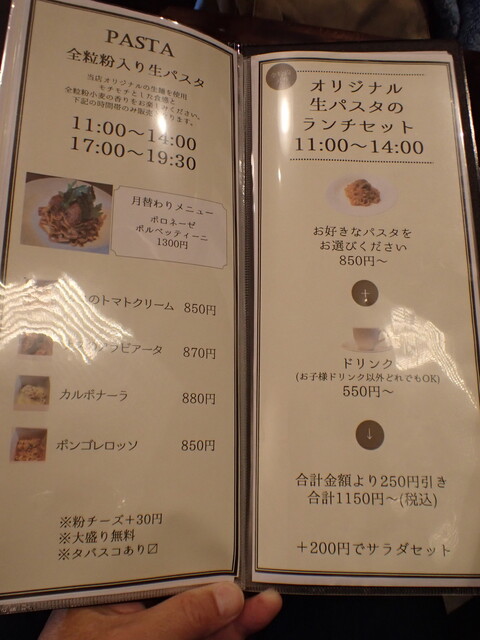 PASTA
全粒粉入り生パスタ
当店オリジナルの生地を使用
モチモチとした食感と
全粒粉小麦の香りをお楽しみください。
下記の時間帯のみ販売
ります。
11:00～14:00
17:00～19:30
月替わりメニュー
ボロネーゼ
ポルペッティーニ
1300円
のトマトクリーム 850円
アラビアータ 870円
カルボナーラ 880円
ボンゴレロッソ 850円
※粉チーズ+30円
※大盛り無料
※タバスコあり〼
オリジナル
生パスタの
ランチセット
11:00～14:00
お好きなパスタを
お選びください
850円～
+
ドリンク
(お子様ドリンク以外どれでもOK)
550円～
↓
合計金額より250円引き
合計1150円～(税込)
+200円でサラダセット